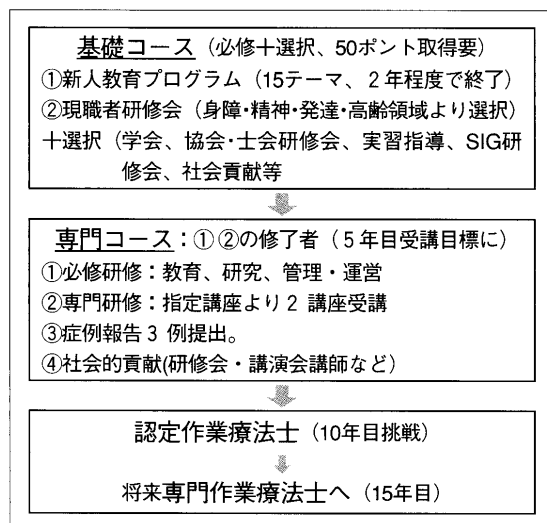 基礎コース（必修十選択、50ポント取得要）
①新人教育プログラム（15テーマ、２年程度で終了）
②現職者研修会（身障･精神･発達･高齢領域より選択）
十選択（学会、協会･士会研修会、実習指導、SIG研
修会、社会貢献等
専門コース：①②の修了者（５年目受講目標に）
①必修研修：教育、研究、管理・運営
②専門研修：指定講座より２ 講座受講
③症例報告３ 例提出。
④社会的貢献(研修会・講演会講師など）
認定作業療法士（10年目挑戦）
将来専門作業療法士へ（15年目）